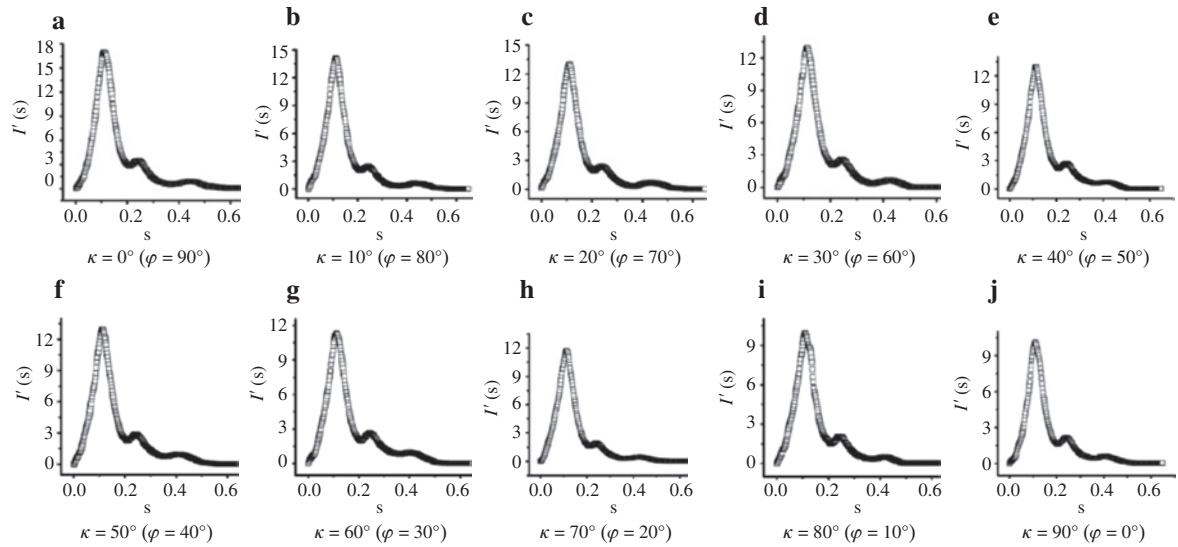 a
18
15
12
9
6
3
0
I′ (s)
0.0 0.2 0.4 0.6
s
κ = 0° (φ = 90°)
b
15
12
9
6
3
0
I′ (s)
0.0 0.2 0.4 0.6
s
κ = 10° (φ = 80°)
c
15
12
9
6
3
0
I′ (s)
0.0 0.2 0.4 0.6
s
κ = 20° (φ = 70°)
d
12
9
6
3
0
I′ (s)
0.0 0.2 0.4 0.6
s
κ = 30° (φ = 60°)
e
12
9
6
3
0
I′ (s)
0.0 0.2 0.4 0.6
s
κ = 40° (φ = 50°)
f
12
9
6
3
0
I′ (s)
0.0 0.2 0.4 0.6
s
κ = 50° (φ = 40°)
g
12
9
6
3
0
I′ (s)
0.0 0.2 0.4 0.6
s
κ = 60° (φ = 30°)
h
12
9
6
3
0
I′ (s)
0.0 0.2 0.4 0.6
s
κ = 70° (φ = 20°)
i
9
6
3
0
I′ (s)
0.0 0.2 0.4 0.6
s
κ = 80° (φ = 10°)
j
9
6
3
0
I′ (s)
0.0 0.2 0.4 0.6
s
κ = 90° (φ = 0°)